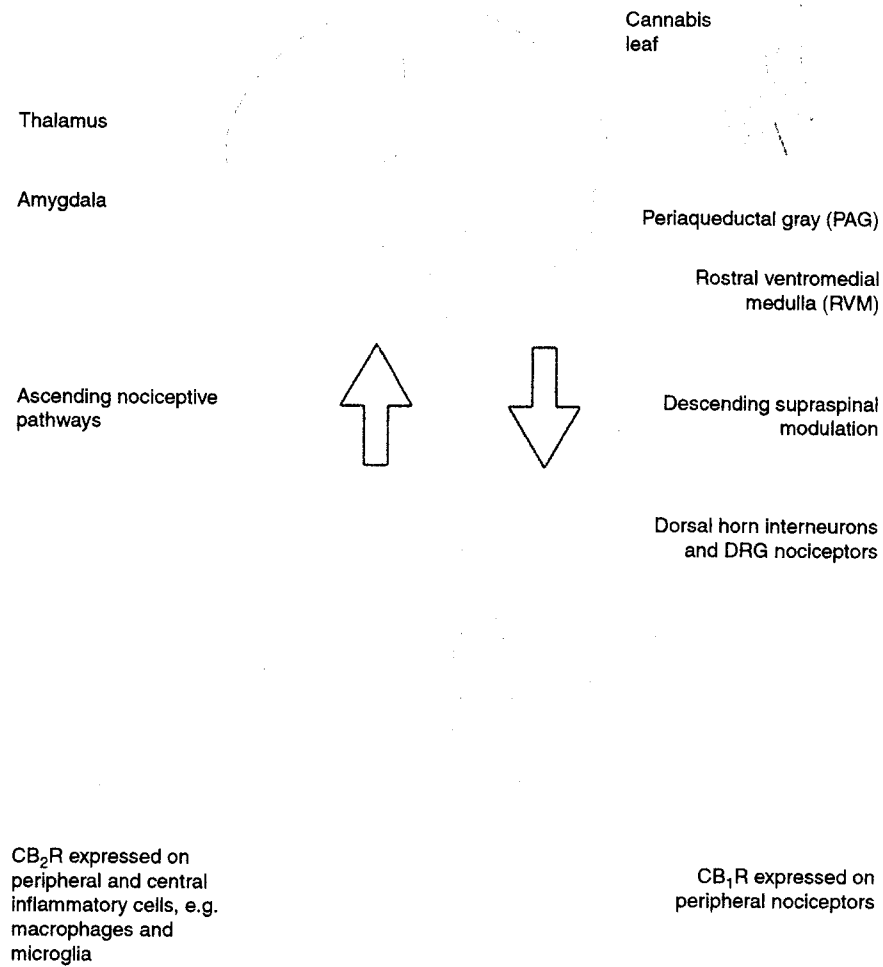 Cannabis
leaf
Thalamus
Amygdala
Periaqueductal gray (PAG)
Rostral ventromedial
medulla (RVM)
Ascending nociceptive
pathways
Descending supraspinal
modulation
Dorsal horn interneurons
and DRG nociceptors
CB₂R expressed on
peripheral and central
inflammatory cells, e.g.
macrophages and
microglia
CB₁R expressed on
peripheral nociceptors